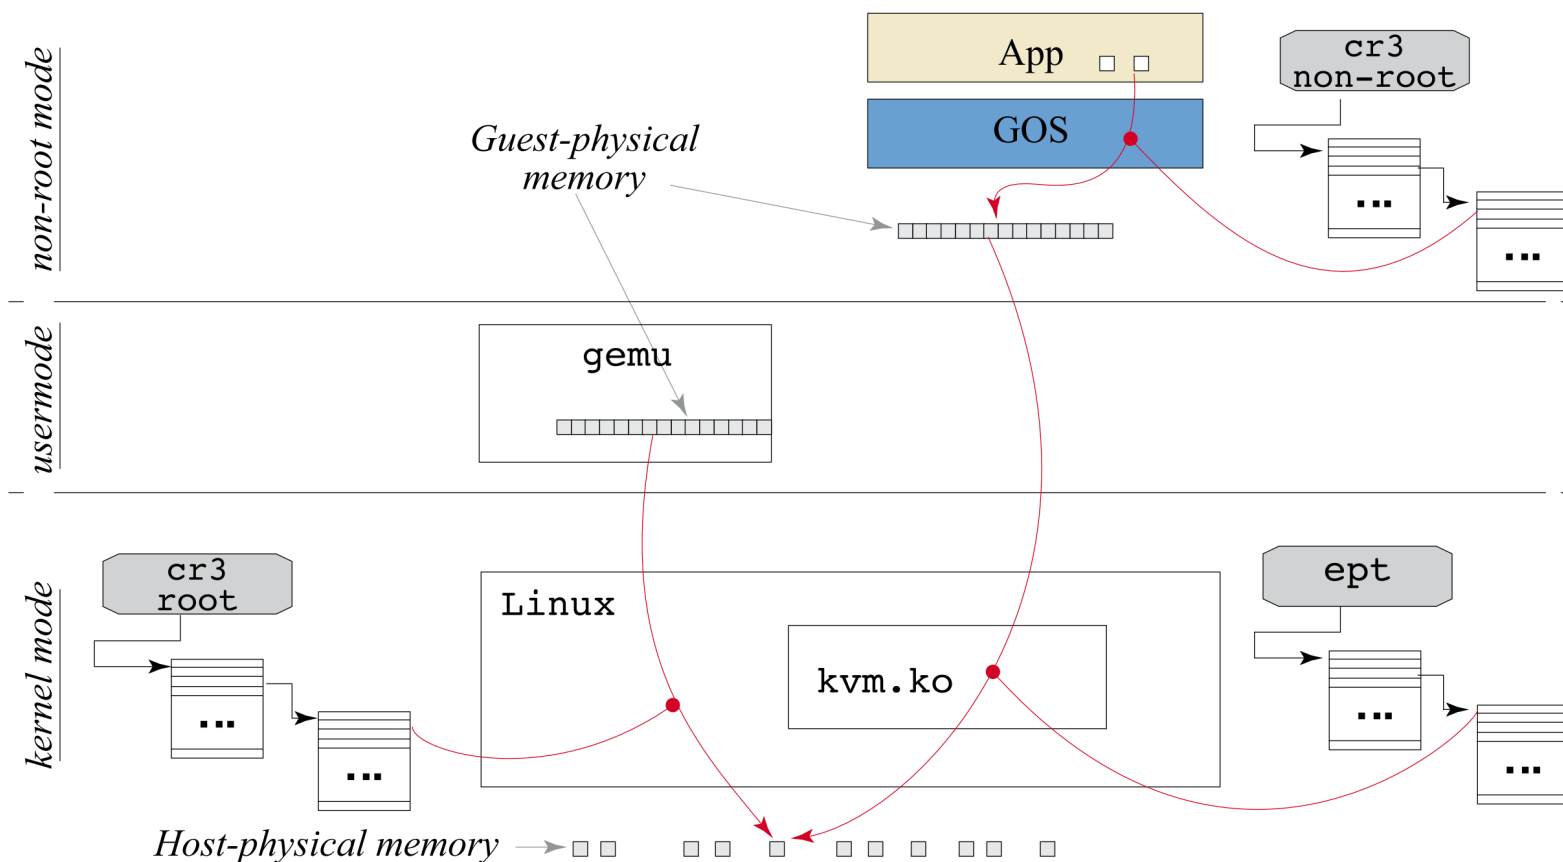 non-root mode
App
GOS
cr3
non-root
Guest-physical
memory
usermode
gemu
kernel mode
cr3
root
Linux
kvm.ko
ept
Host-physical memory